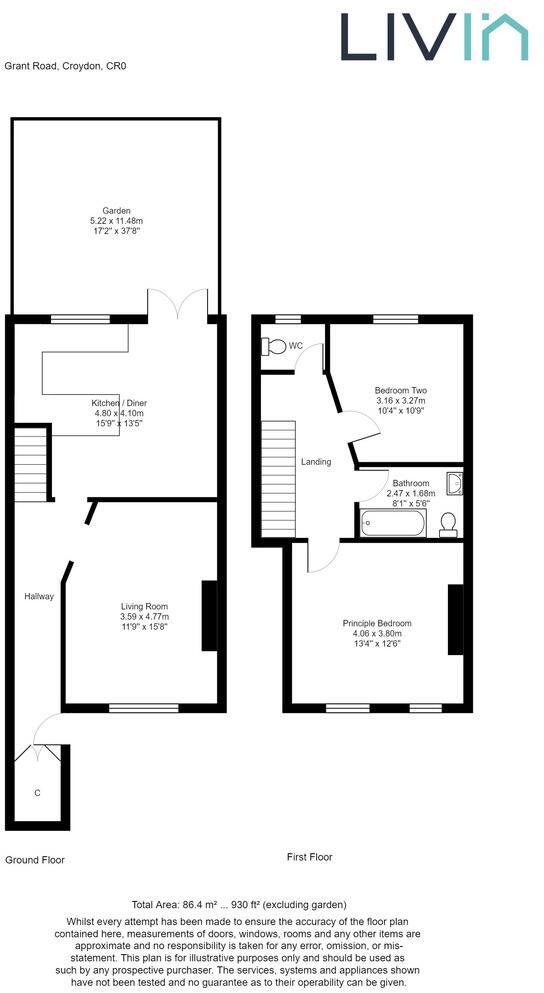 LIVIN
Grant Road, Croydon, CR0
Garden
5.22 x 11.48m
17'2" x 37'8"
Kitchen / Diner
4.80 x 4.10m
15'9" x 13'5"
Hallway
Living Room
3.59 x 4.77m
11'9" x 15'8"
C
Ground Floor
WC
Bedroom Two
3.16 x 3.27m
10'4" x 10'9"
Landing
Bathroom
2.47 x 1.68m
8'1" x 5'6"
Principle Bedroom
4.06 x 3.80m
13'4" x 12'6"
First Floor
Total Area: 86.4 m² ... 930 ft² (excluding garden)
Whilst every attempt has been made to ensure the accuracy of the floor plan
contained here, measurements of doors, windows, rooms and any other items are
approximate and no responsibility is taken for any error, omission, or mis-
statement. This plan is for illustrative purposes only and should be used as
such by any prospective purchaser. The services, systems and appliances shown
have not been tested and no guarantee as to their operability can be given.